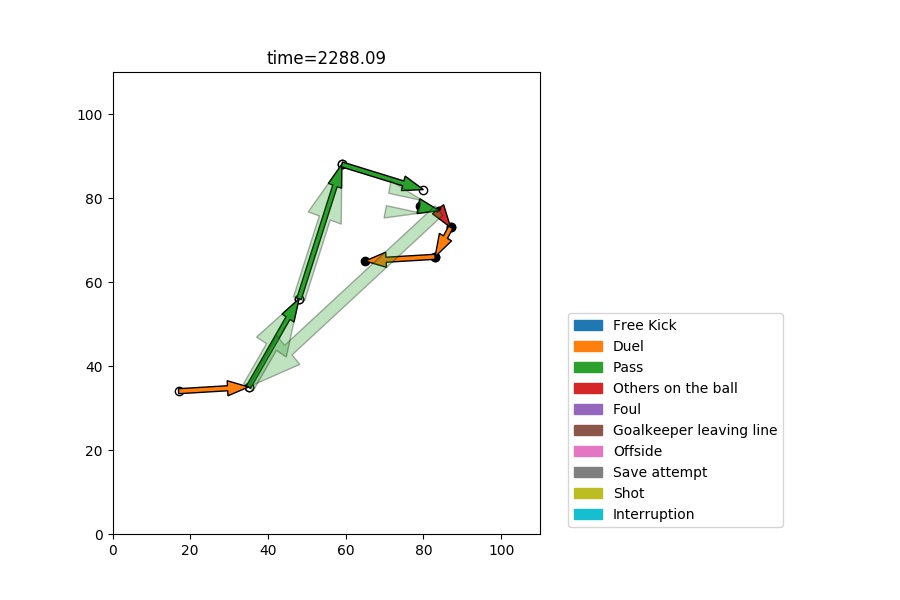 time=2288.09
100
80
60
40
20
0
0 20 40 60 80 100
Free Kick
Duel
Pass
Others on the ball
Foul
Goalkeeper leaving line
Offside
Save attempt
Shot
Interruption